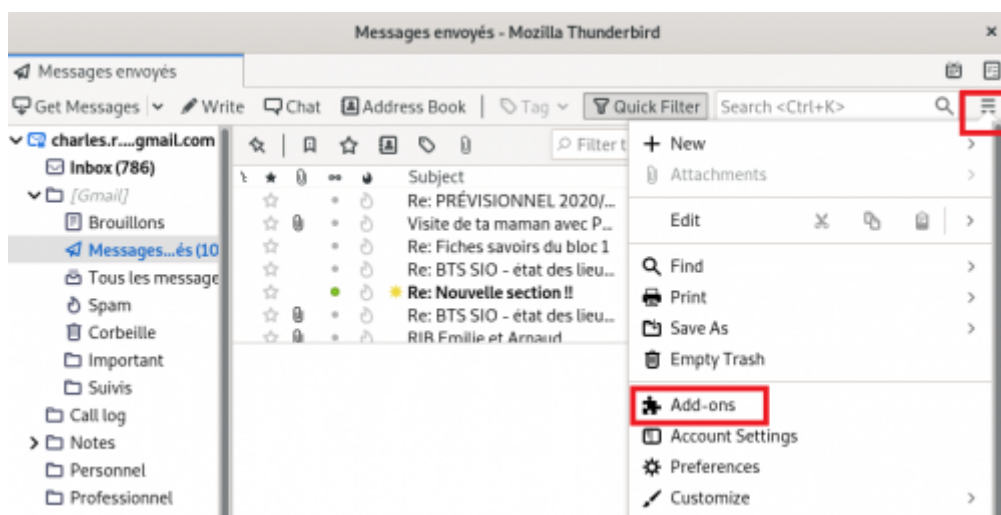 Messages envoyés - Mozilla Thunderbird
Messages envoyés
Get Messages Write Chat Address Book Tag Quick Filter Search <Ctrl+K>
charles.r....gmail.com
Inbox (786)
[Gmail]
Brouillons
Messages...és (10
Tous les message
Spam
Corbeille
Important
Suivis
Call log
Notes
Personnel
Professionnel
Filter t
Subject
Re: PRÉVISIONNEL 2020/...
Visite de ta maman avec P...
Re: Fiches savoirs du bloc 1
Re: BTS SIO - état des lieu...
Re: Nouvelle section !!
Re: BTS SIO - état des lieu...
RIB Emilie et Arnaud
New
Attachments
Edit
Find
Print
Save As
Empty Trash
Add-ons
Account Settings
Preferences
Customize